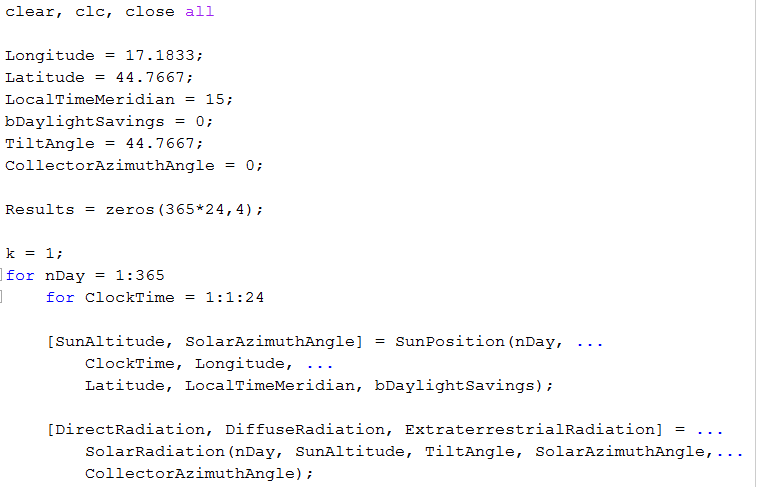 clear, clc, close all
Longitude = 17.1833;
Latitude = 44.7667;
LocalTimeMeridian = 15;
bDaylightSavings = 0;
TiltAngle = 44.7667;
CollectorAzimuthAngle = 0;
Results = zeros(365*24,4);
k = 1;
for nDay = 1:365
for ClockTime = 1:1:24
[SunAltitude, SolarAzimuthAngle] = SunPosition(nDay, ...
ClockTime, Longitude, ...
Latitude, LocalTimeMeridian, bDaylightSavings);
[DirectRadiation, DiffuseRadiation, ExtraterrestrialRadiation] = ...
SolarRadiation(nDay, SunAltitude, TiltAngle, SolarAzimuthAngle,...
CollectorAzimuthAngle);